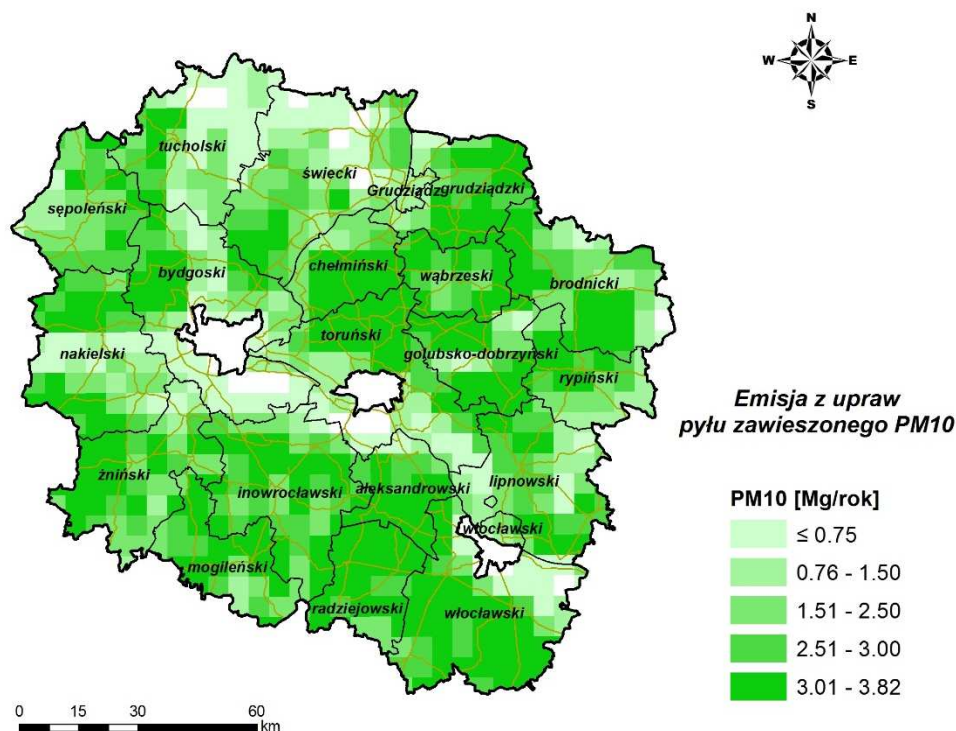 N
W E
S
tucholski
świecki
Grudziądz grudziądzki
sępoleński
bydgoski
chełmiński
wąbrzeski
brodnicki
toruński
nakielski
golubsko-dobrzyński
rypiński
Emisja z upraw
pyłu zawieszonego PM10
żniński
inowrocławski
aleksandrowski
lipnowski
PM10 [Mg/rok]
≤ 0.75
włocławski
0.76 - 1.50
mogileński
1.51 - 2.50
radziejowski
włocławski
2.51 - 3.00
3.01 - 3.82
0 15 30 60
km